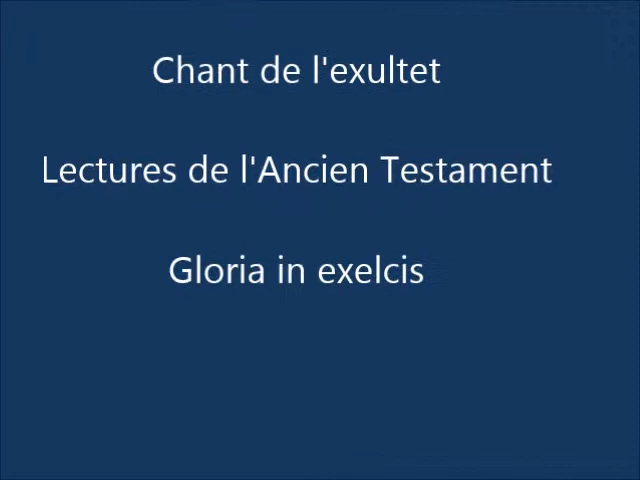 Chant de l'exultet
Lectures de l'Ancien Testament
Gloria in exelcis